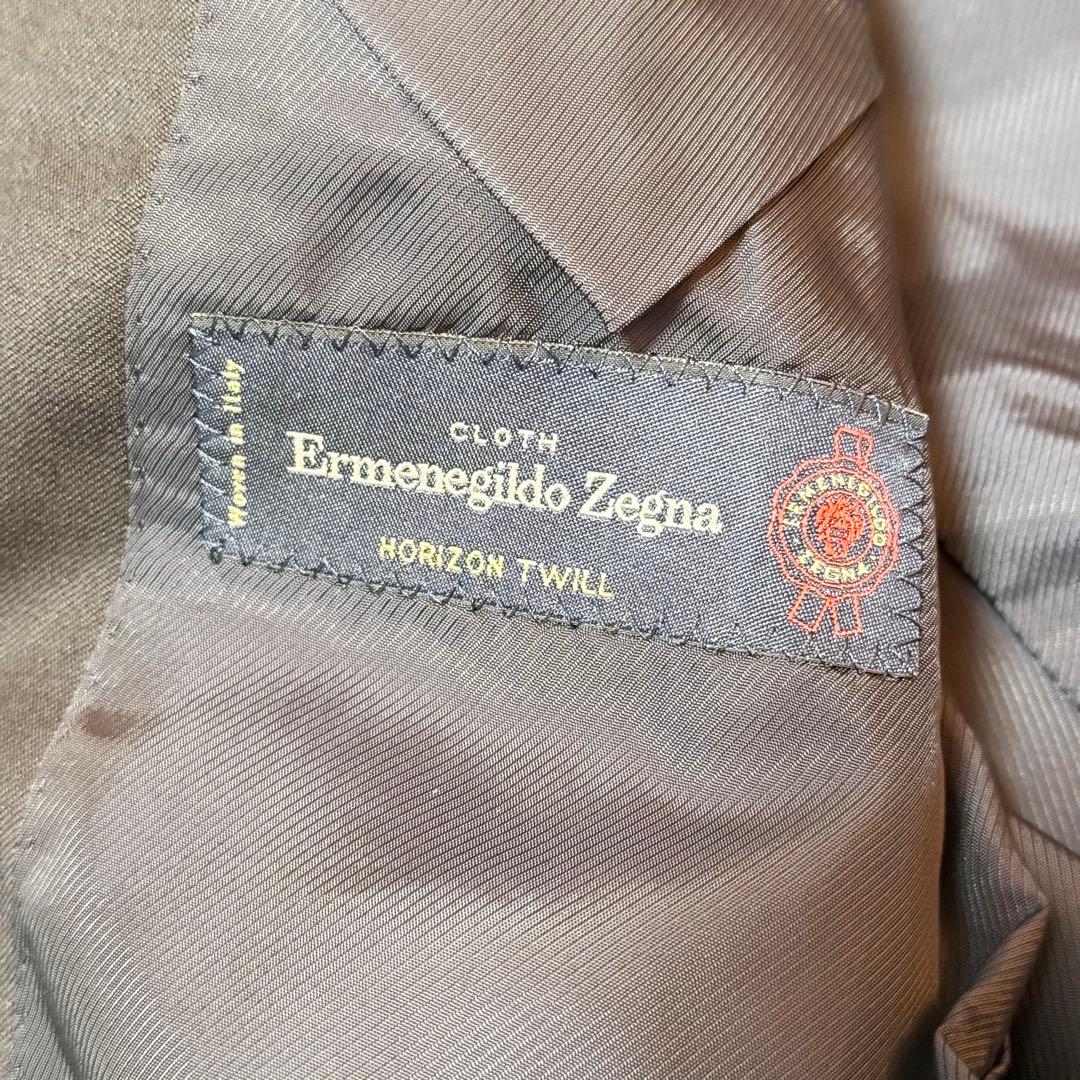 Woven in Italy
CLOTH
Ermenegildo Zegna
HORIZON TWILL
ERMENEGILDO
ZEGNA